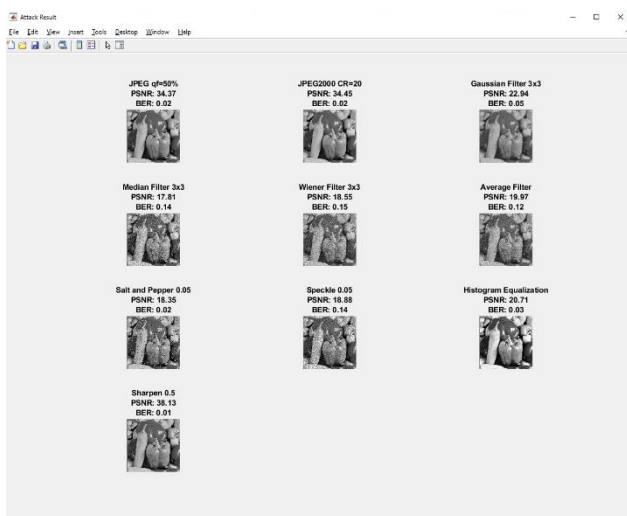 Attack Result
File Edit View Insert Tools Desktop Window Help
JPEG qf=50%
PSNR: 34.37
BER: 0.02
JPEG2000 CR=20
PSNR: 34.45
BER: 0.02
Gaussian Filter 3x3
PSNR: 22.94
BER: 0.05
Median Filter 3x3
PSNR: 17.81
BER: 0.14
Wiener Filter 3x3
PSNR: 18.55
BER: 0.15
Average Filter
PSNR: 19.97
BER: 0.12
Salt and Pepper 0.05
PSNR: 18.35
BER: 0.02
Speckle 0.05
PSNR: 18.88
BER: 0.14
Histogram Equalization
PSNR: 20.71
BER: 0.03
Sharpen 0.5
PSNR: 38.13
BER: 0.01